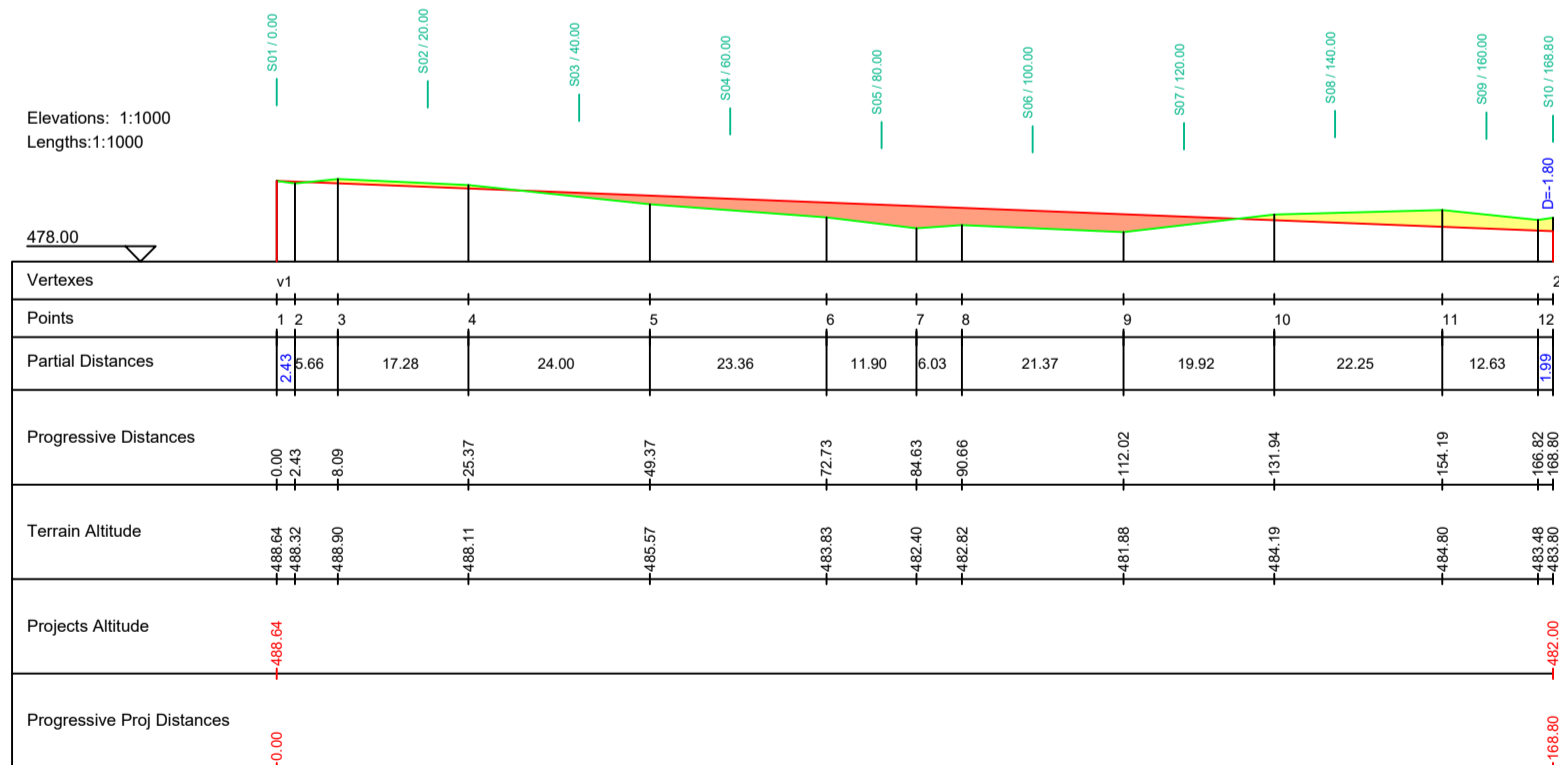 S01 / 0.00
S02 / 20.00
S03 / 40.00
S04 / 60.00
S05 / 80.00
S06 / 100.00
S07 / 120.00
S08 / 140.00
S09 / 160.00
S10 / 168.80
Elevations: 1:1000
Lengths:1:1000
D=-1.80
478.00
Vertexes v1 2
Points 1 2 3 4 5 6 7 8 9 10 11 12
Partial Distances 2.43 5.66 17.28 24.00 23.36 11.90 6.03 21.37 19.92 22.25 12.63 1.99
Progressive Distances 0.00 2.43 8.09 25.37 49.37 72.73 84.63 90.66 112.02 131.94 154.19 166.82 168.80
Terrain Altitude 488.64 488.32 488.90 488.11 485.57 483.83 482.40 482.82 481.88 484.19 484.80 483.48 483.80
Projects Altitude 488.64 482.00
Progressive Proj Distances 0.00 168.80